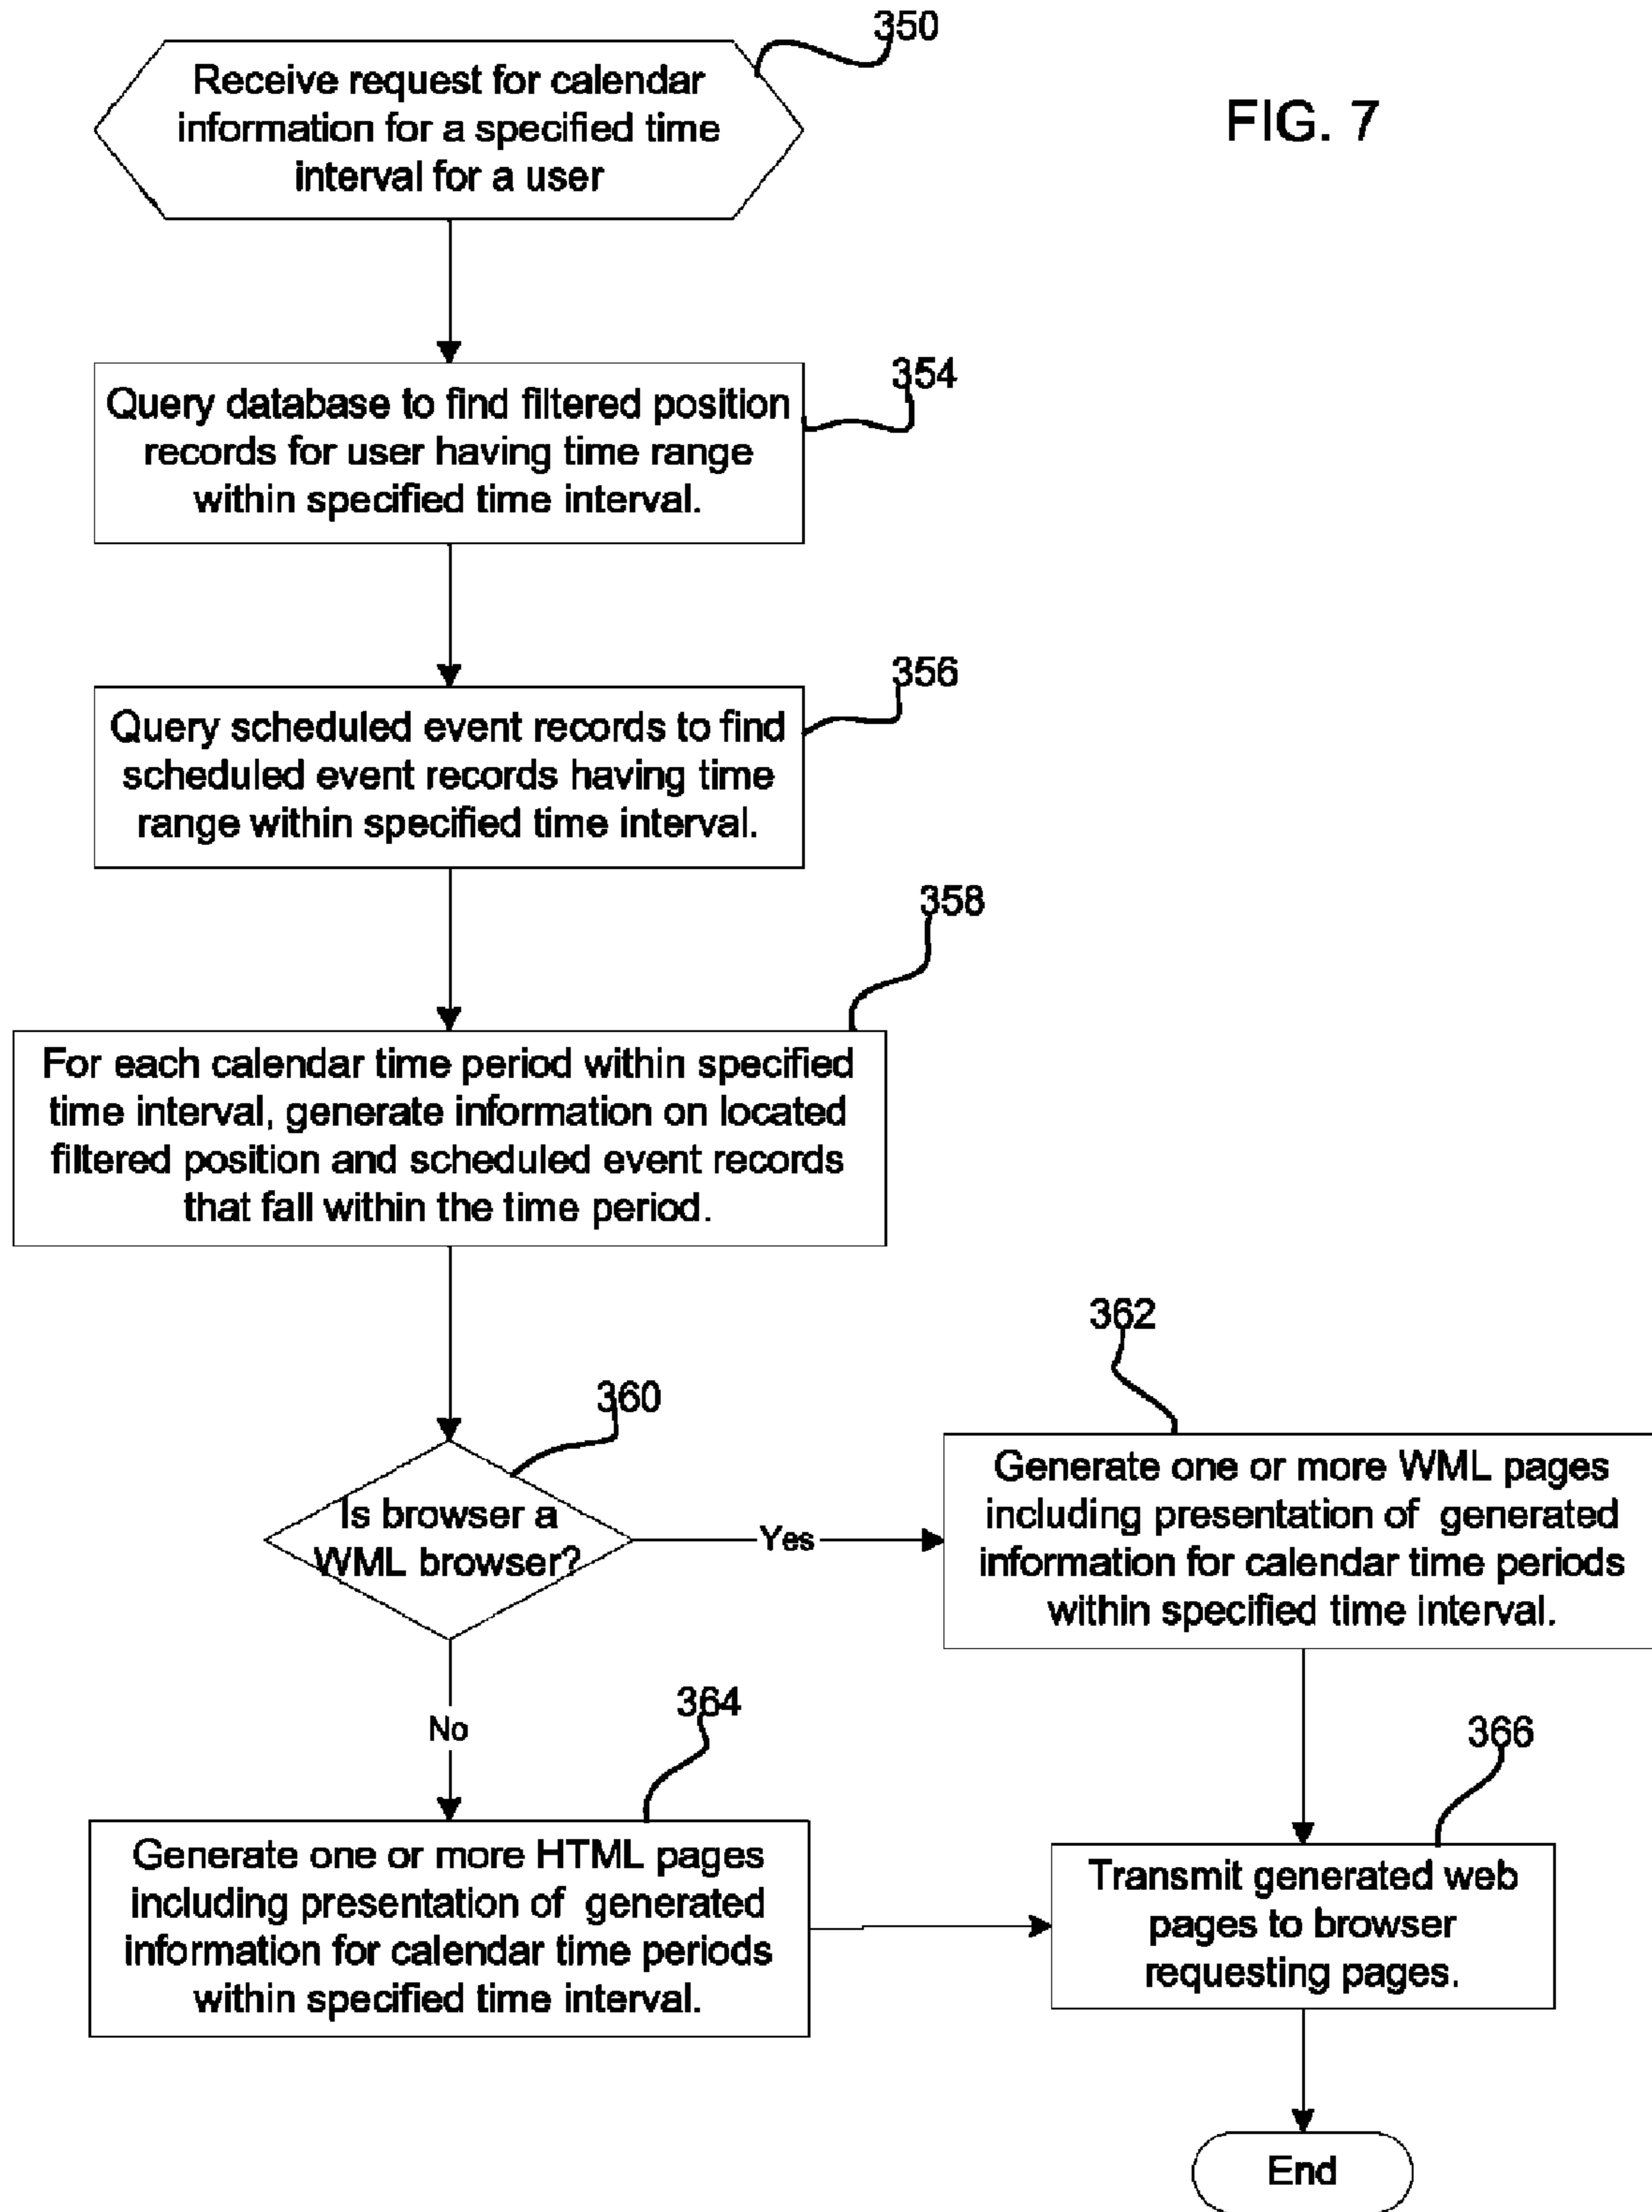 350
Receive request for calendar
information for a specified time
interval for a user
FIG. 7
354
Query database to find filtered position
records for user having time range
within specified time interval.
356
Query scheduled event records to find
scheduled event records having time
range within specified time interval.
358
For each calendar time period within specified
time interval, generate information on located
filtered position and scheduled event records
that fall within the time period.
360
Is browser a
WML browser?
Yes
362
Generate one or more WML pages
including presentation of generated
information for calendar time periods
within specified time interval.
No
364
Generate one or more HTML pages
including presentation of generated
information for calendar time periods
within specified time interval.
366
Transmit generated web
pages to browser
requesting pages.
End